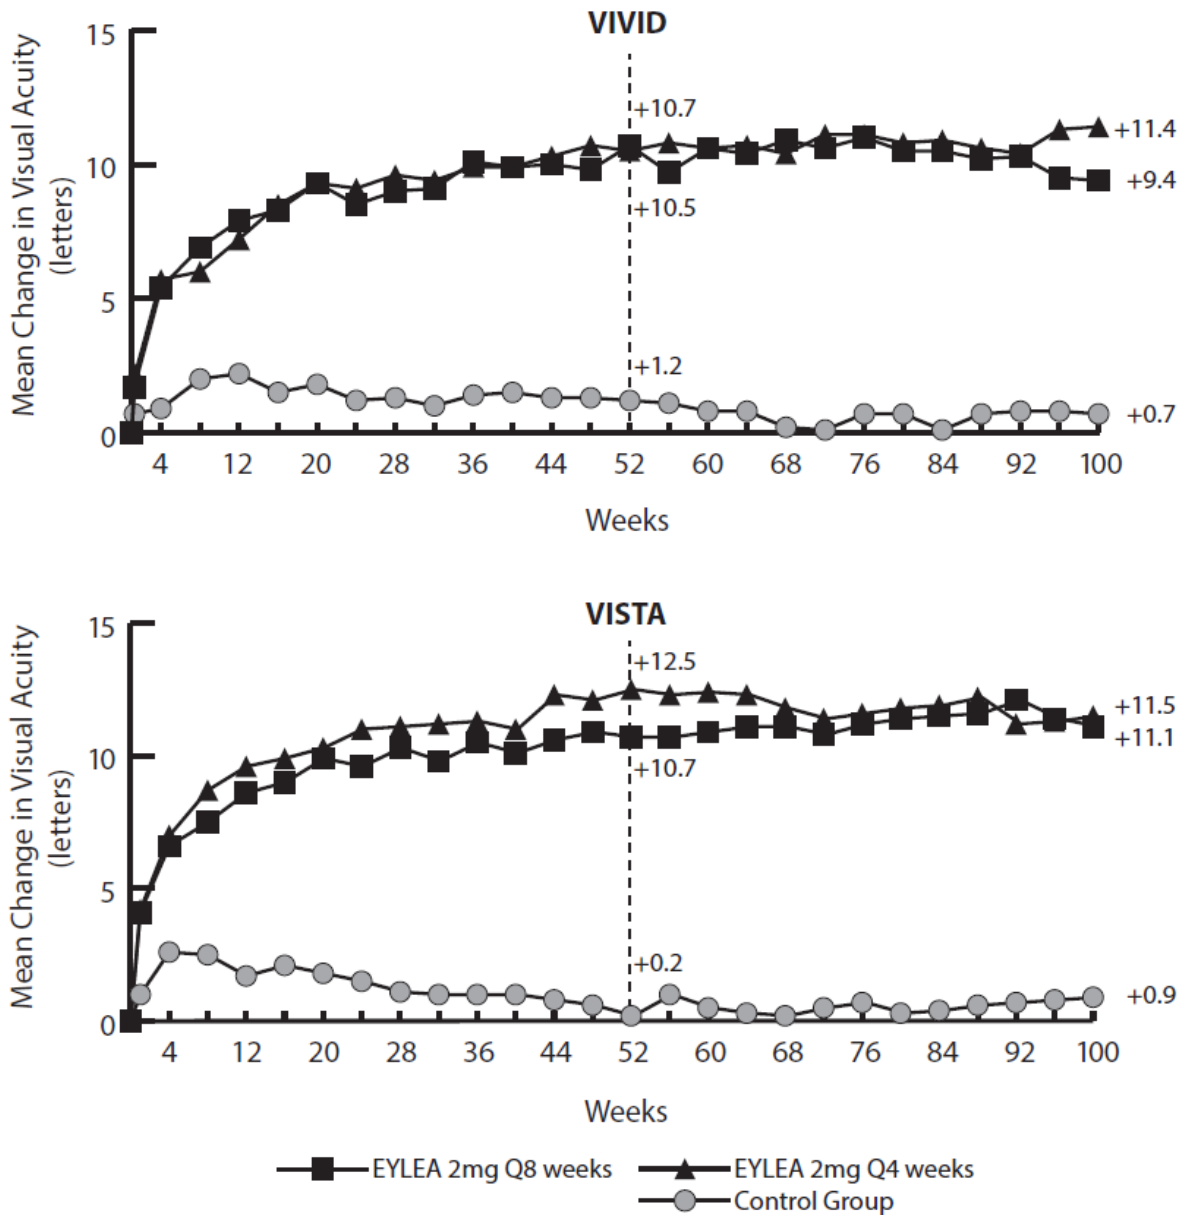 VIVID
Mean Change in Visual Acuity
(letters)
15
10
5
0
+10.7
+10.5
+1.2
+11.4
+9.4
+0.7
4 12 20 28 36 44 52 60 68 76 84 92 100
Weeks
VISTA
Mean Change in Visual Acuity
(letters)
15
10
5
0
+12.5
+10.7
+0.2
+11.5
+11.1
+0.9
4 12 20 28 36 44 52 60 68 76 84 92 100
Weeks
EYLEA 2mg Q8 weeks
EYLEA 2mg Q4 weeks
Control Group